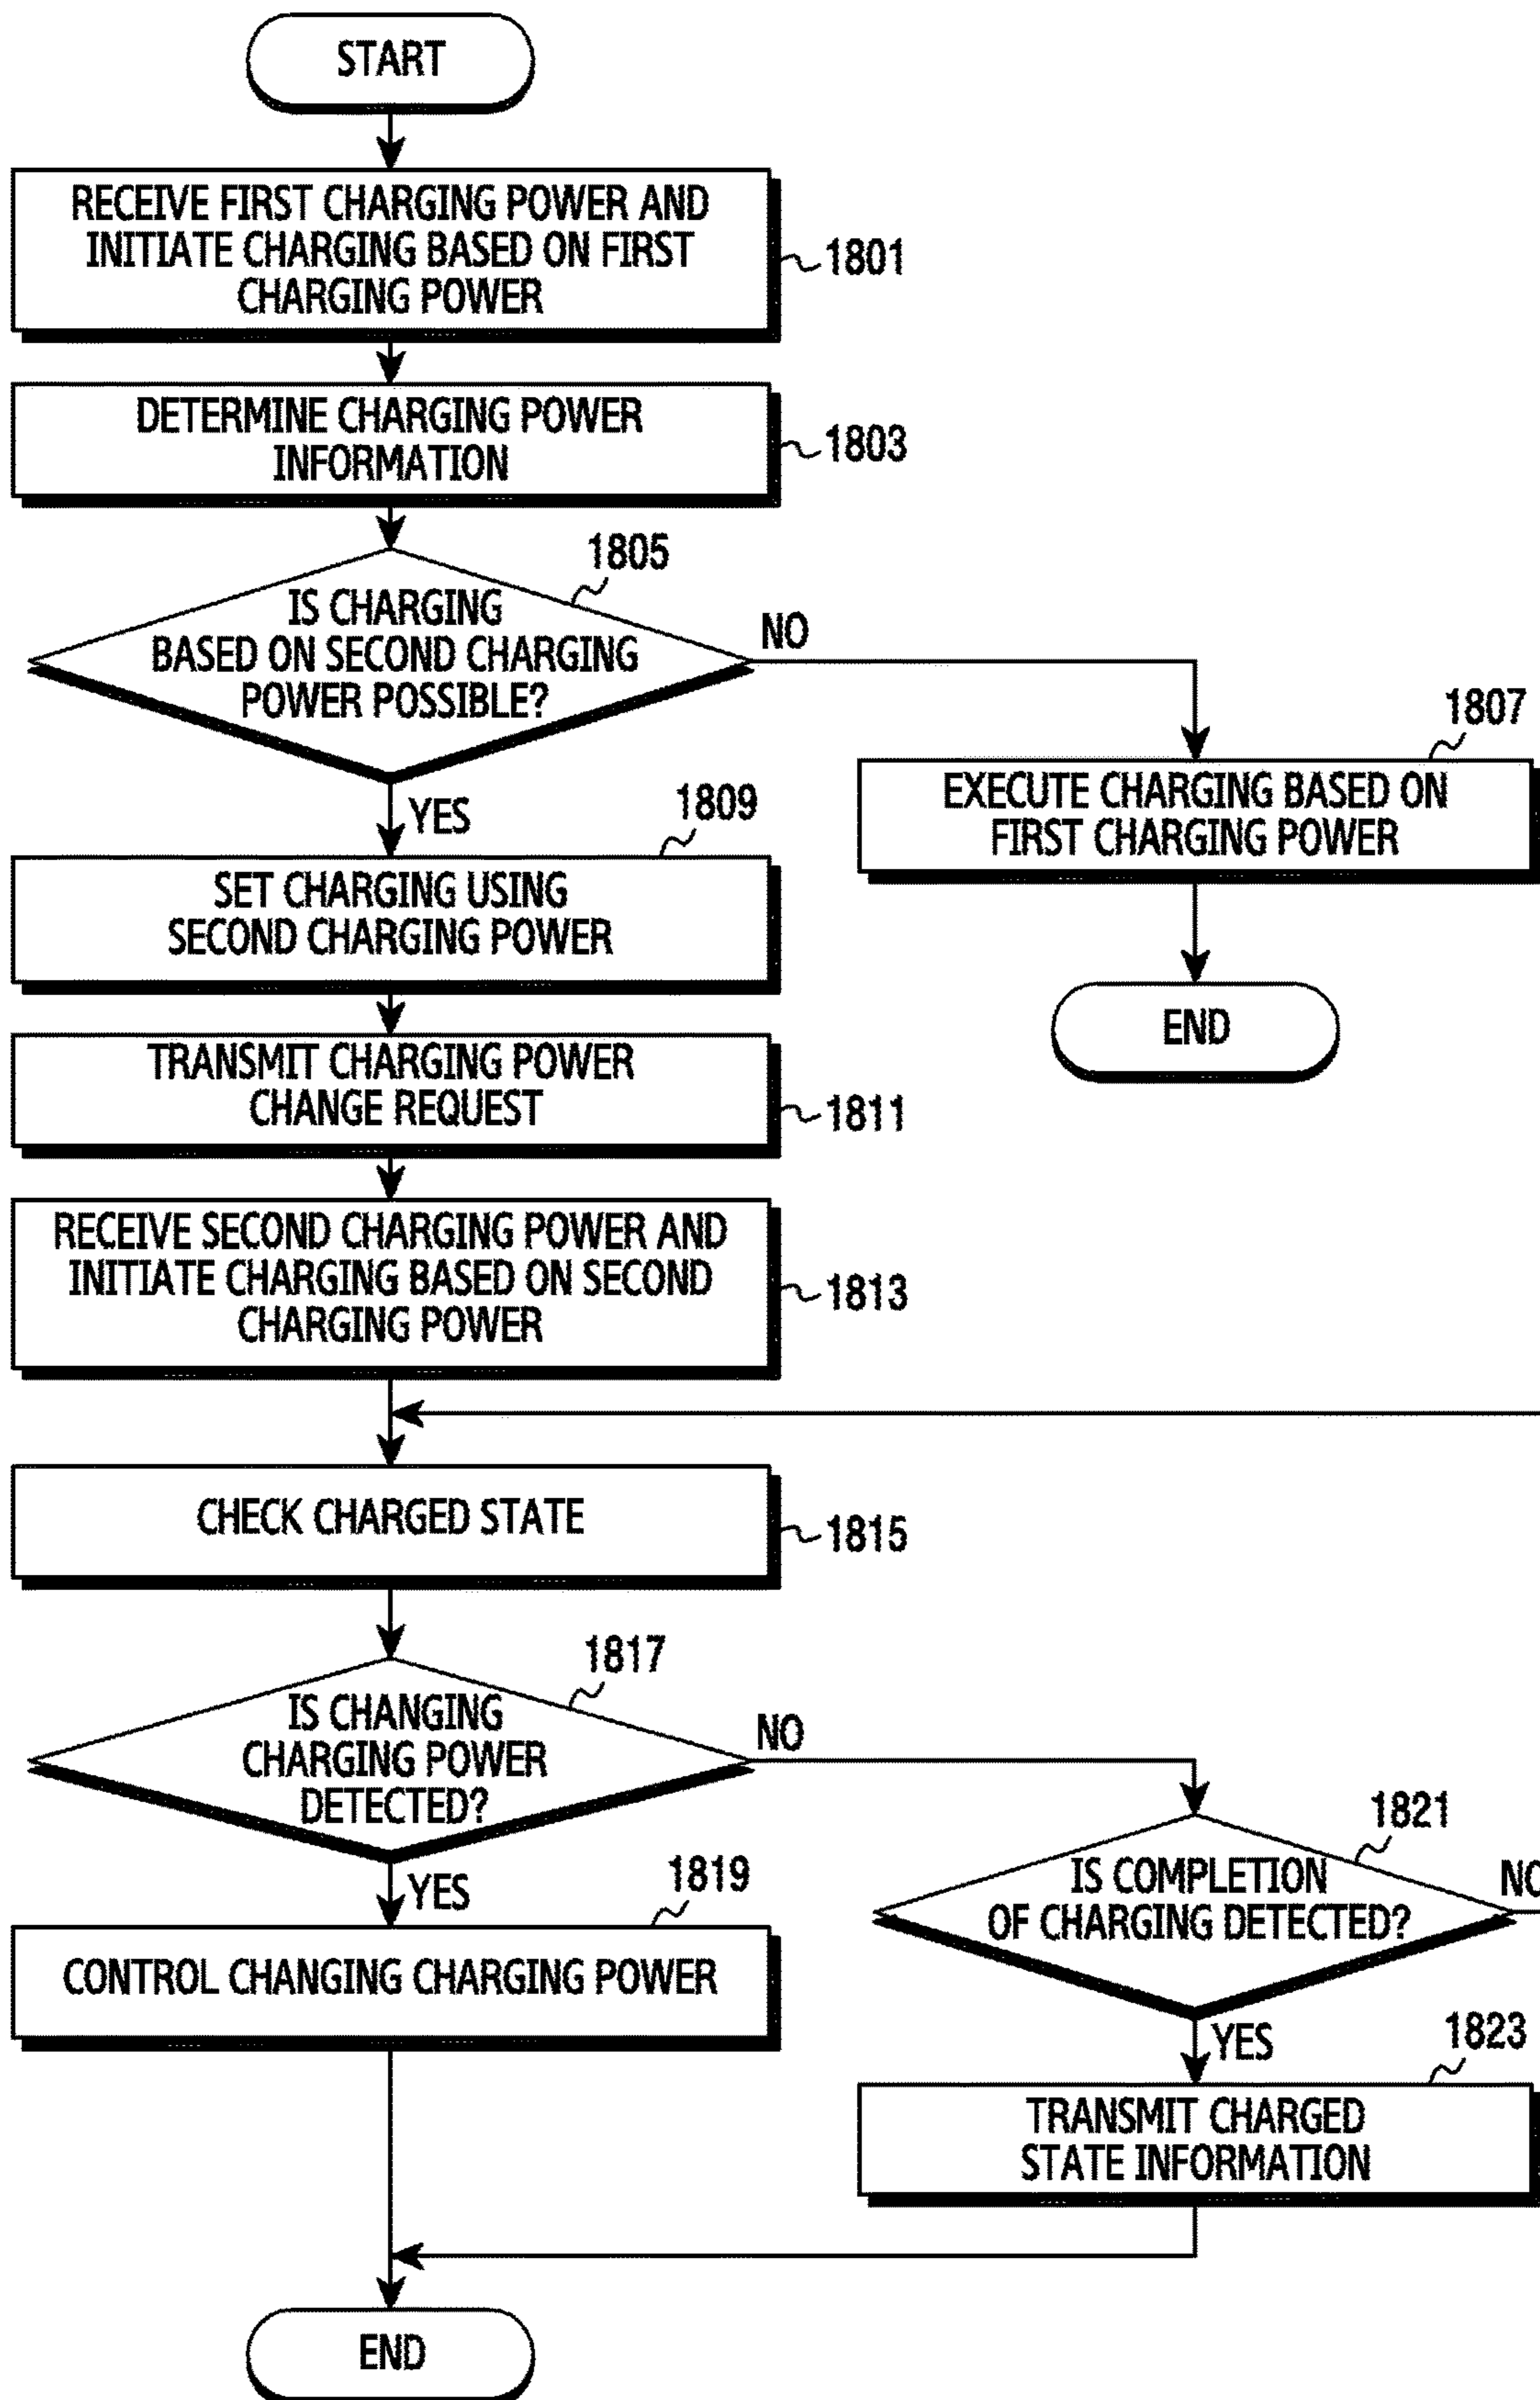 START
RECEIVE FIRST CHARGING POWER AND
INITIATE CHARGING BASED ON FIRST
CHARGING POWER
1801
DETERMINE CHARGING POWER
INFORMATION
1803
1805
IS CHARGING
BASED ON SECOND CHARGING
POWER POSSIBLE?
NO
1807
EXECUTE CHARGING BASED ON
FIRST CHARGING POWER
END
YES
1809
SET CHARGING USING
SECOND CHARGING POWER
TRANSMIT CHARGING POWER
CHANGE REQUEST
1811
RECEIVE SECOND CHARGING POWER AND
INITIATE CHARGING BASED ON SECOND
CHARGING POWER
1813
CHECK CHARGED STATE
1815
1817
IS CHANGING
CHARGING POWER
DETECTED?
NO
1821
IS COMPLETION
OF CHARGING DETECTED?
NO
YES
1819
CONTROL CHANGING CHARGING POWER
YES
1823
TRANSMIT CHARGED
STATE INFORMATION
END